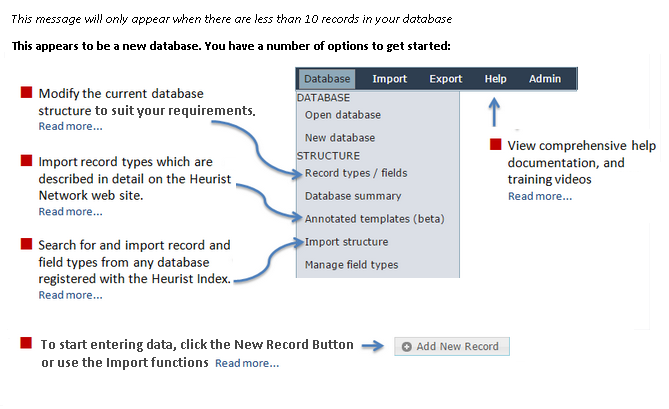 This message will only appear when there are less than 10 records in your database
This appears to be a new database. You have a number of options to get started:
Modify the current database
structure to suit your requirements.
Read more...
Import record types which are
described in detail on the Heurist
Network web site.
Read more...
Search for and import record and
field types from any database
registered with the Heurist Index.
Read more...
Database Import Export Help Admin
DATABASE
Open database
New database
STRUCTURE
Record types / fields
Database summary
Annotated templates (beta)
Import structure
Manage field types
View comprehensive help
documentation, and
training videos
Read more...
To start entering data, click the New Record Button
or use the Import functions Read more...
Add New Record